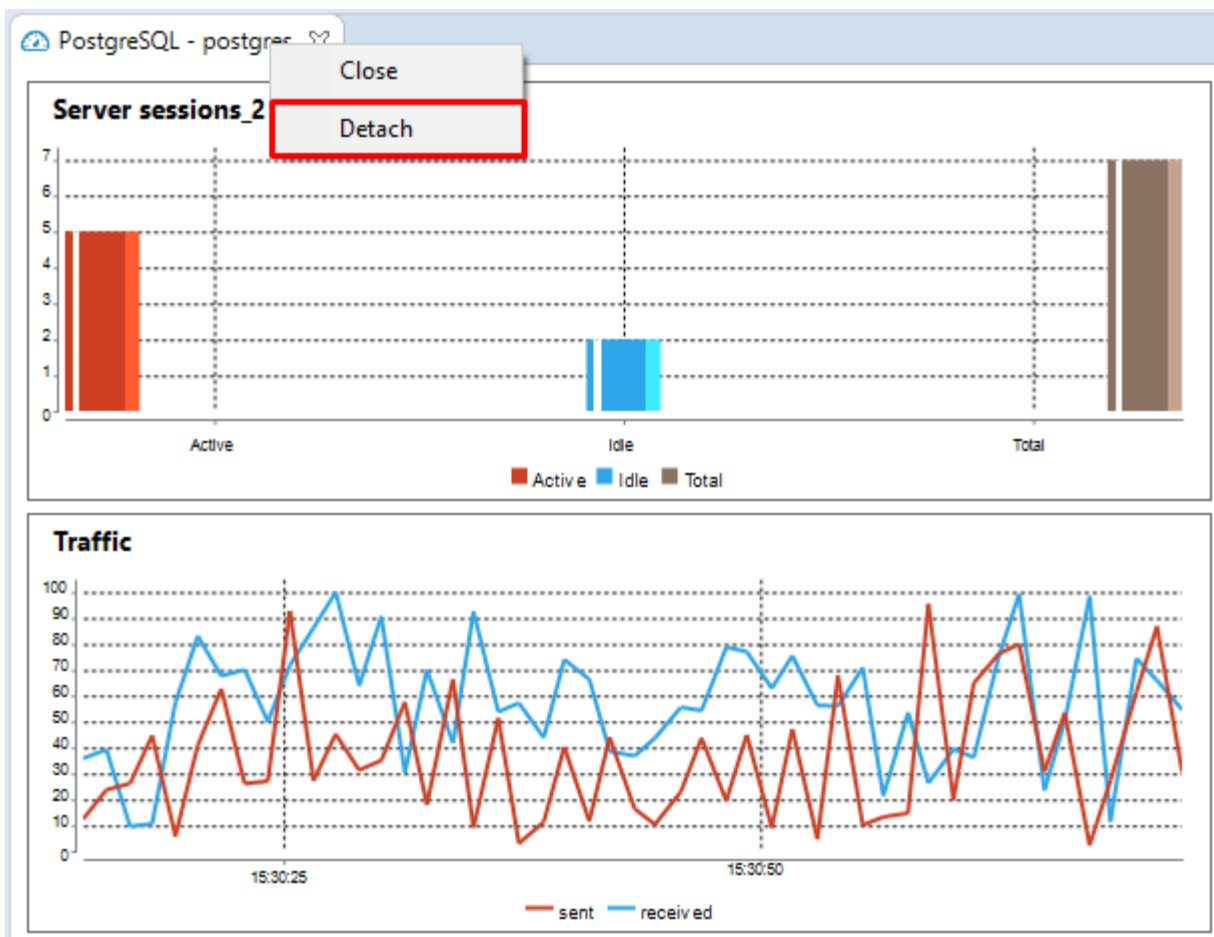 PostgreSQL - postgres
Close
Detach
Server sessions_2
7
6
5
4
3
2
1
0
Active Idle Total
Active Idle Total
Traffic
100
90
80
70
60
50
40
30
20
10
0
15:30:25 15:30:50
sent received